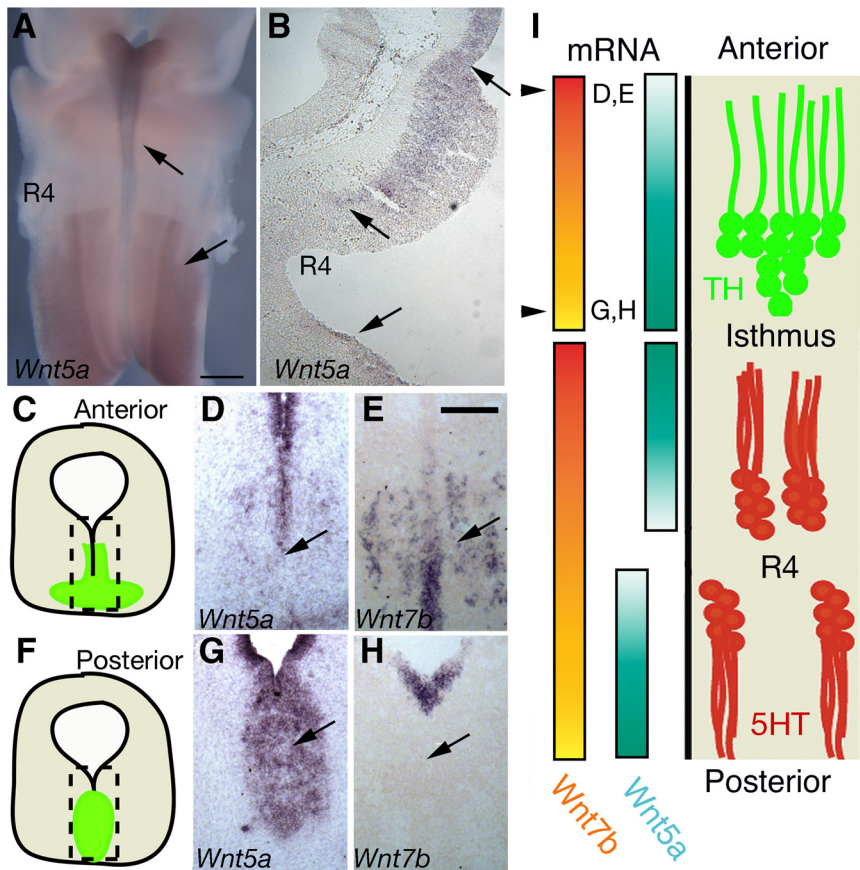 A
R4
Wnt5a
B
R4
Wnt5a
C
Anterior
D
Wnt5a
E
Wnt7b
F
Posterior
G
Wnt5a
H
Wnt7b
I
mRNA
Anterior
D,E
G,H
TH
Isthmus
R4
5HT
Posterior
Wnt7b
Wnt5a